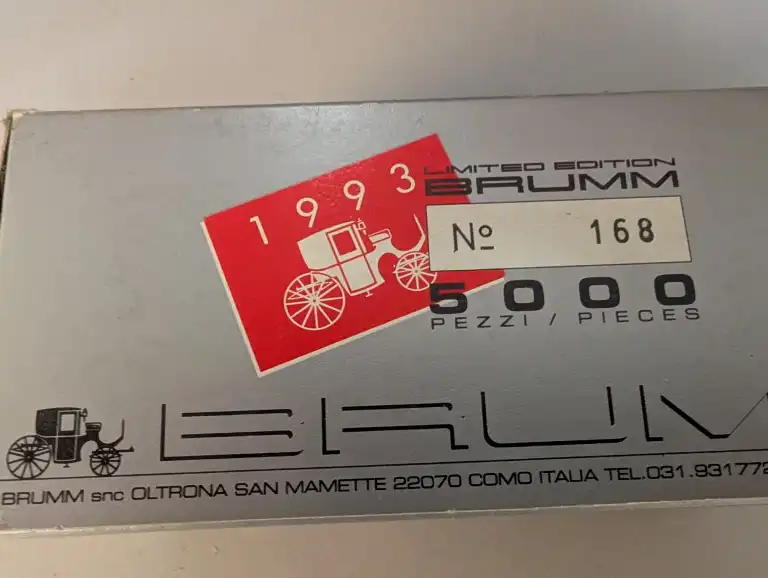 1993
LIMITED EDITION
BRUMM
Nº 168
5000
PEZZI / PIECES
BRUM
BRUMM snc OLTRONA SAN MAMETTE 22070 COMO ITALIA TEL.031.931772